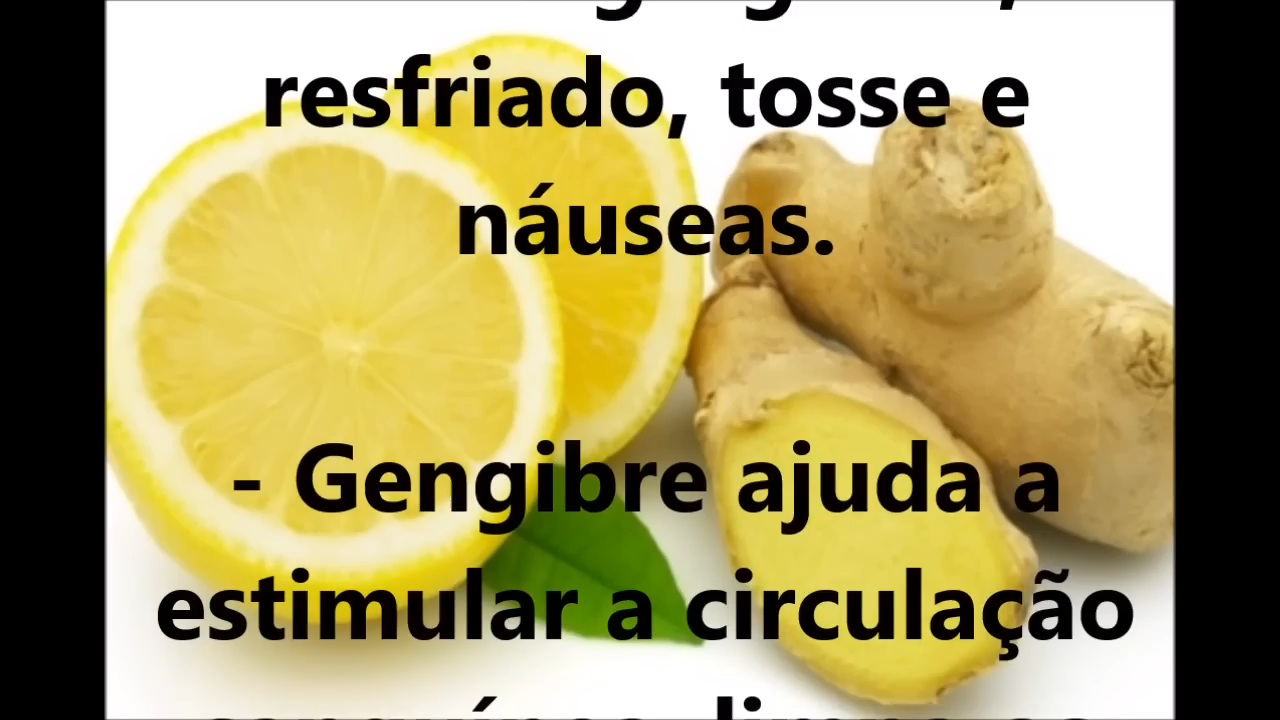 resfriado, tosse e
náuseas.
- Gengibre ajuda a
estimular a circulação